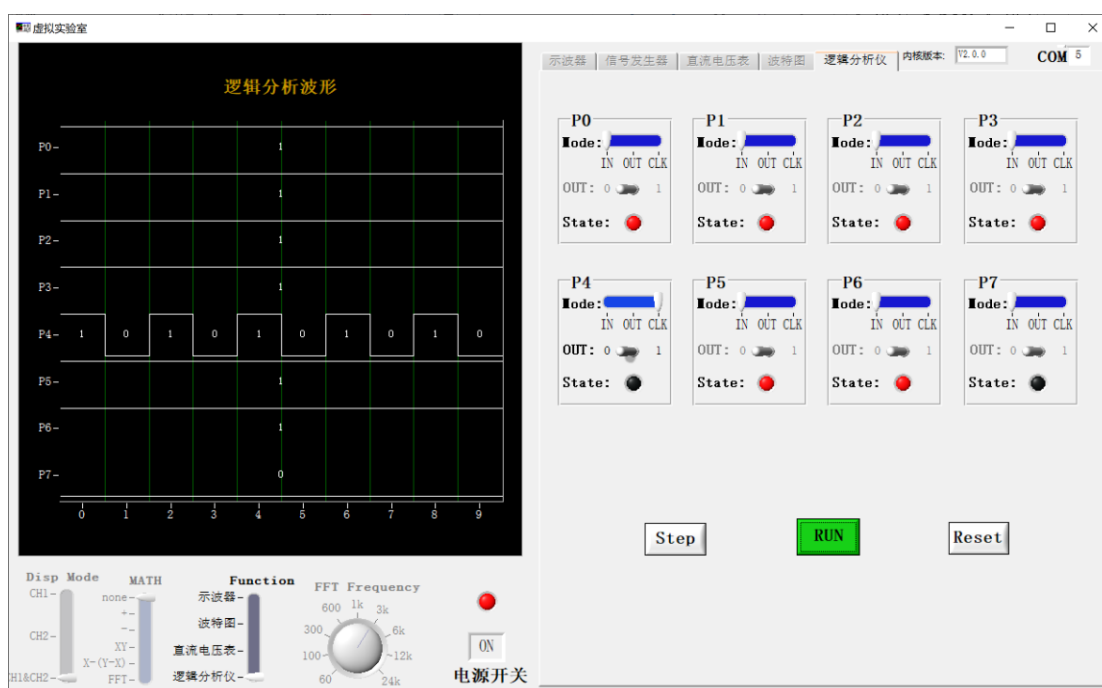 虚拟实验室
示波器 信号发生器 直流电压表 波特图 逻辑分析仪 内核版本: V2.0.0 COM 5
逻辑分析波形
P0- 1
P1- 1
P2- 1
P3- 1
P4- 1 0 1 0 1 0 1 0 1 0
P5- 1
P6- 1
P7- 0
0 1 2 3 4 5 6 7 8 9
P0 P1 P2 P3
Mode: Mode: Mode: Mode:
IN OUT CLK IN OUT CLK IN OUT CLK IN OUT CLK
OUT: 0 1 OUT: 0 1 OUT: 0 1 OUT: 0 1
State: State: State: State:
P4 P5 P6 P7
Mode: Mode: Mode: Mode:
IN OUT CLK IN OUT CLK IN OUT CLK IN OUT CLK
OUT: 0 1 OUT: 0 1 OUT: 0 1 OUT: 0 1
State: State: State: State:
Step RUN Reset
Disp Mode
CH1-
CH2-
H1&CH2-
MATH
none-
+-
--
XY-
X-(Y-X)-
FFT-
Function
示波器-
波特图-
直流电压表-
逻辑分析仪-
FFT Frequency
600 1k 3k
300 6k
100 12k
60 24k
ON
电源开关